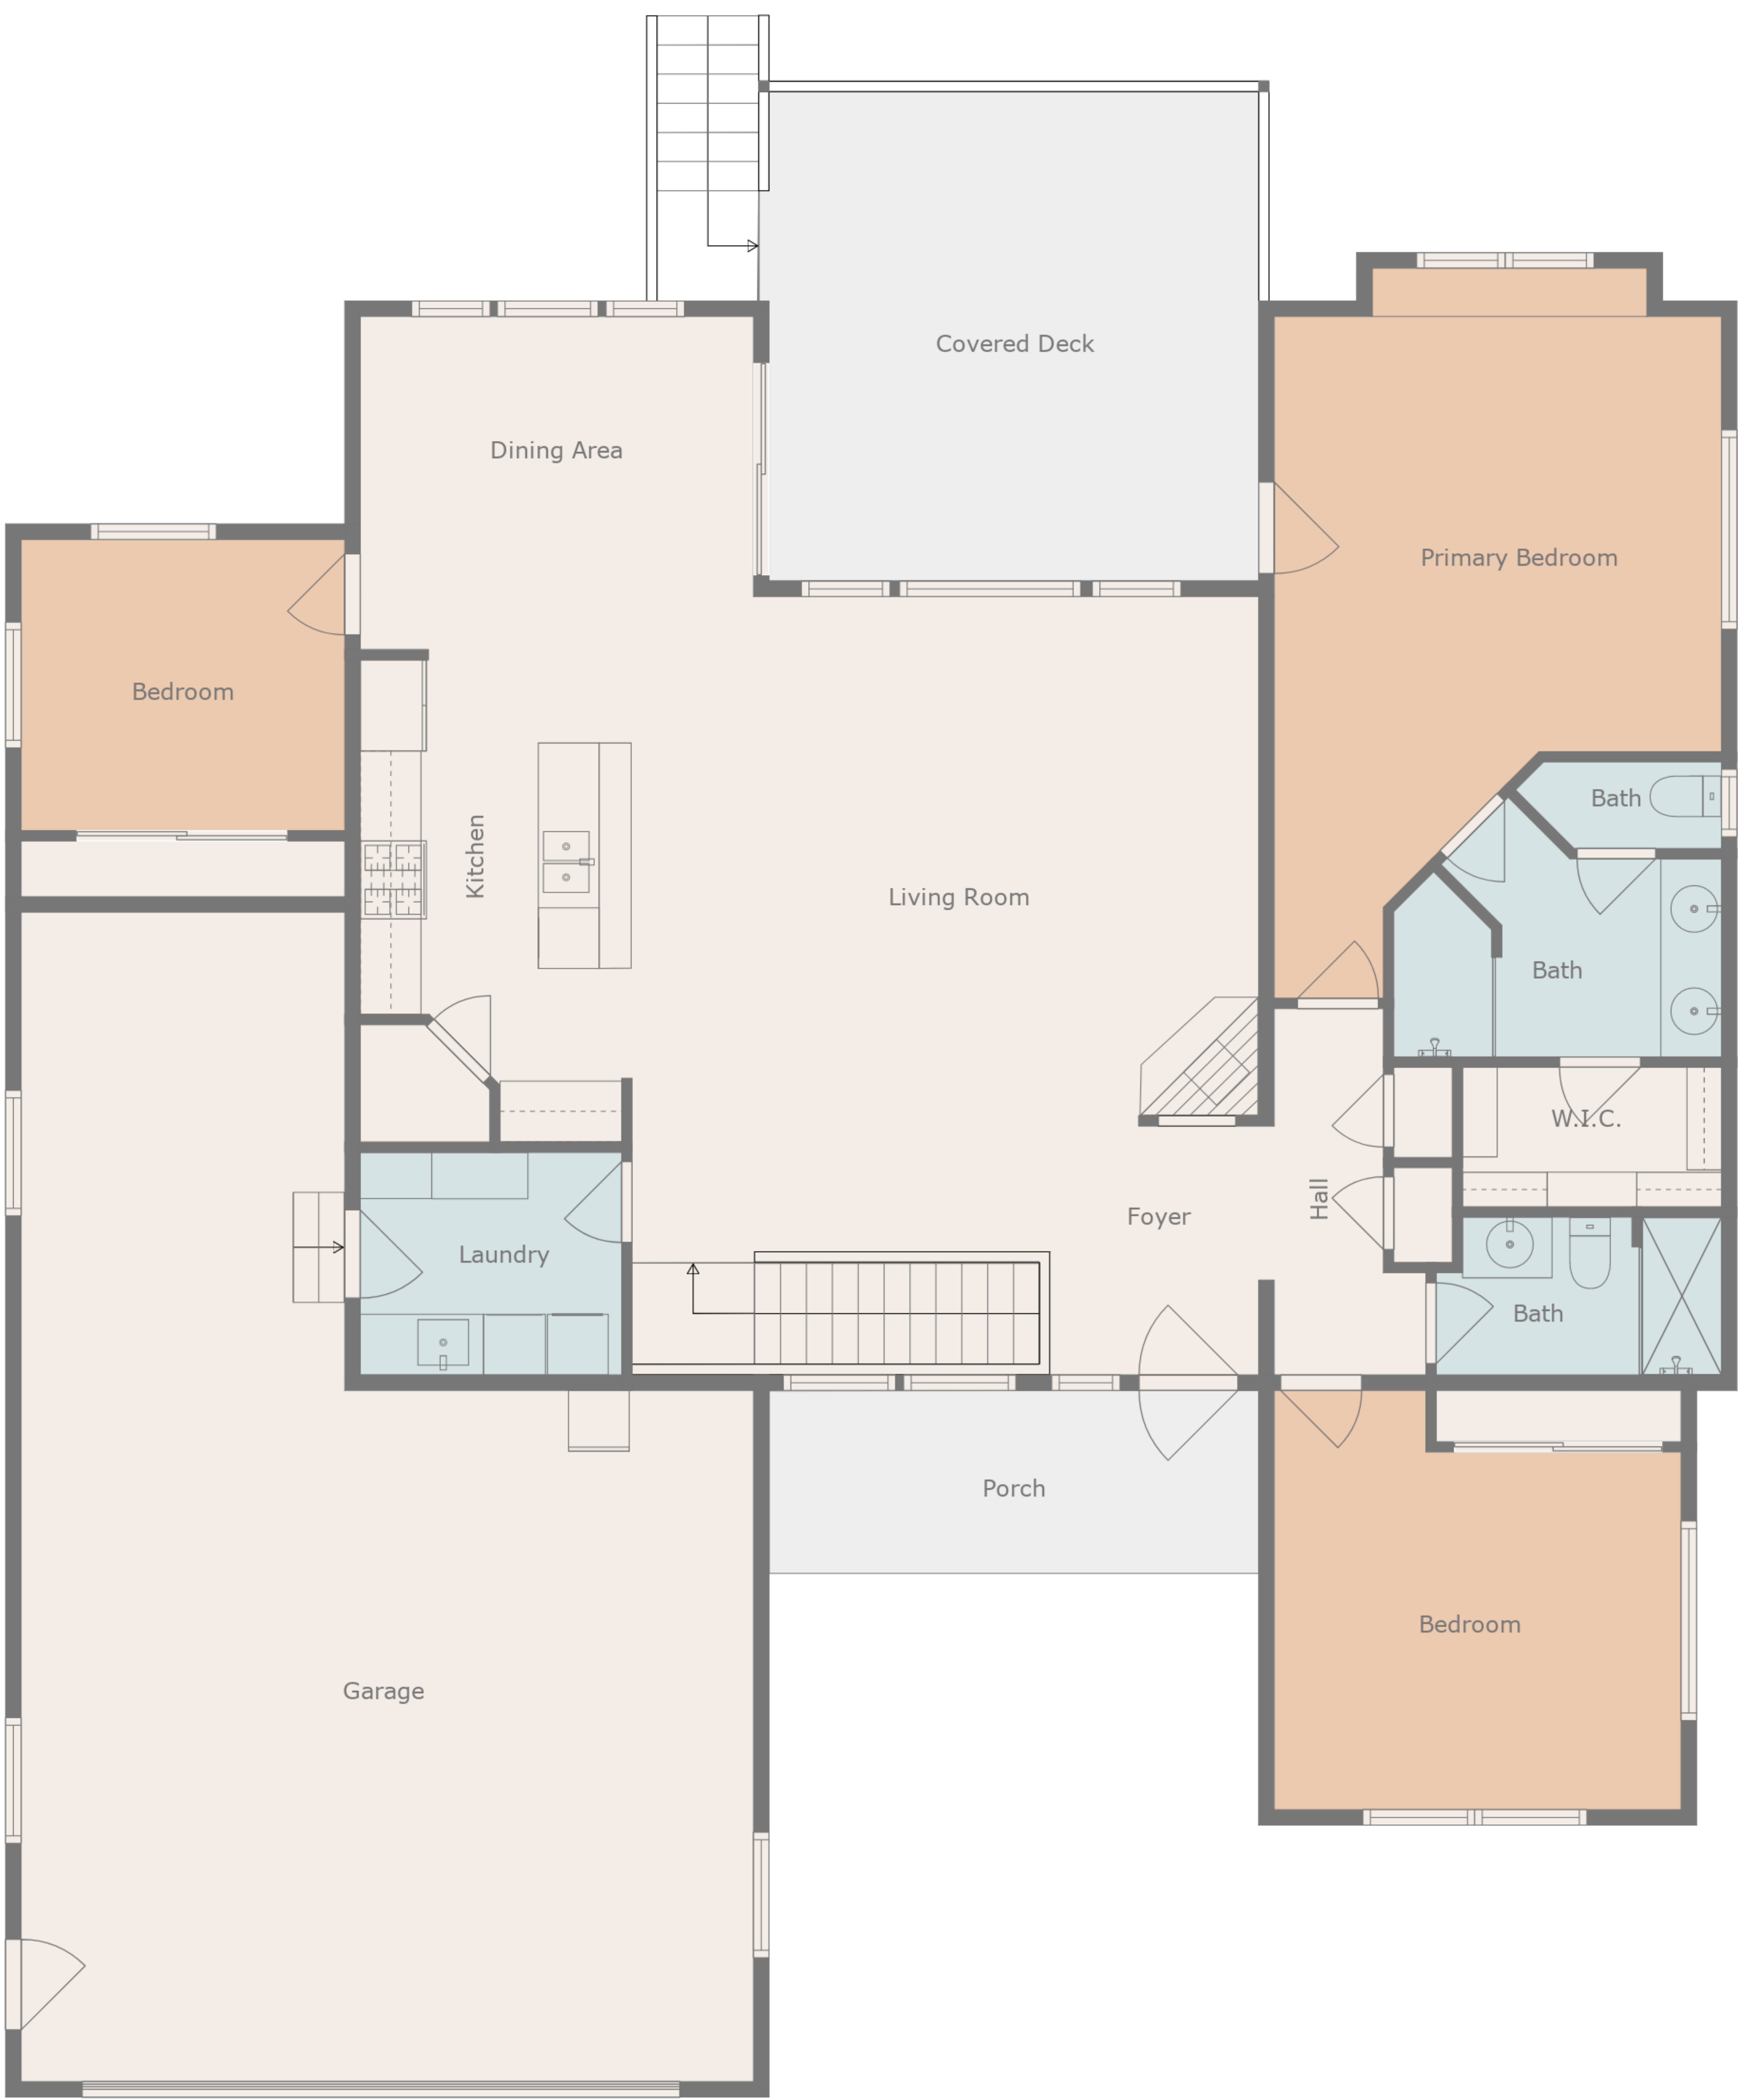 Covered Deck
Dining Area
Primary Bedroom
Bedroom
Bath
Kitchen
Living Room
Bath
W.I.C.
Hall
Foyer
Laundry
Bath
Porch
Bedroom
Garage